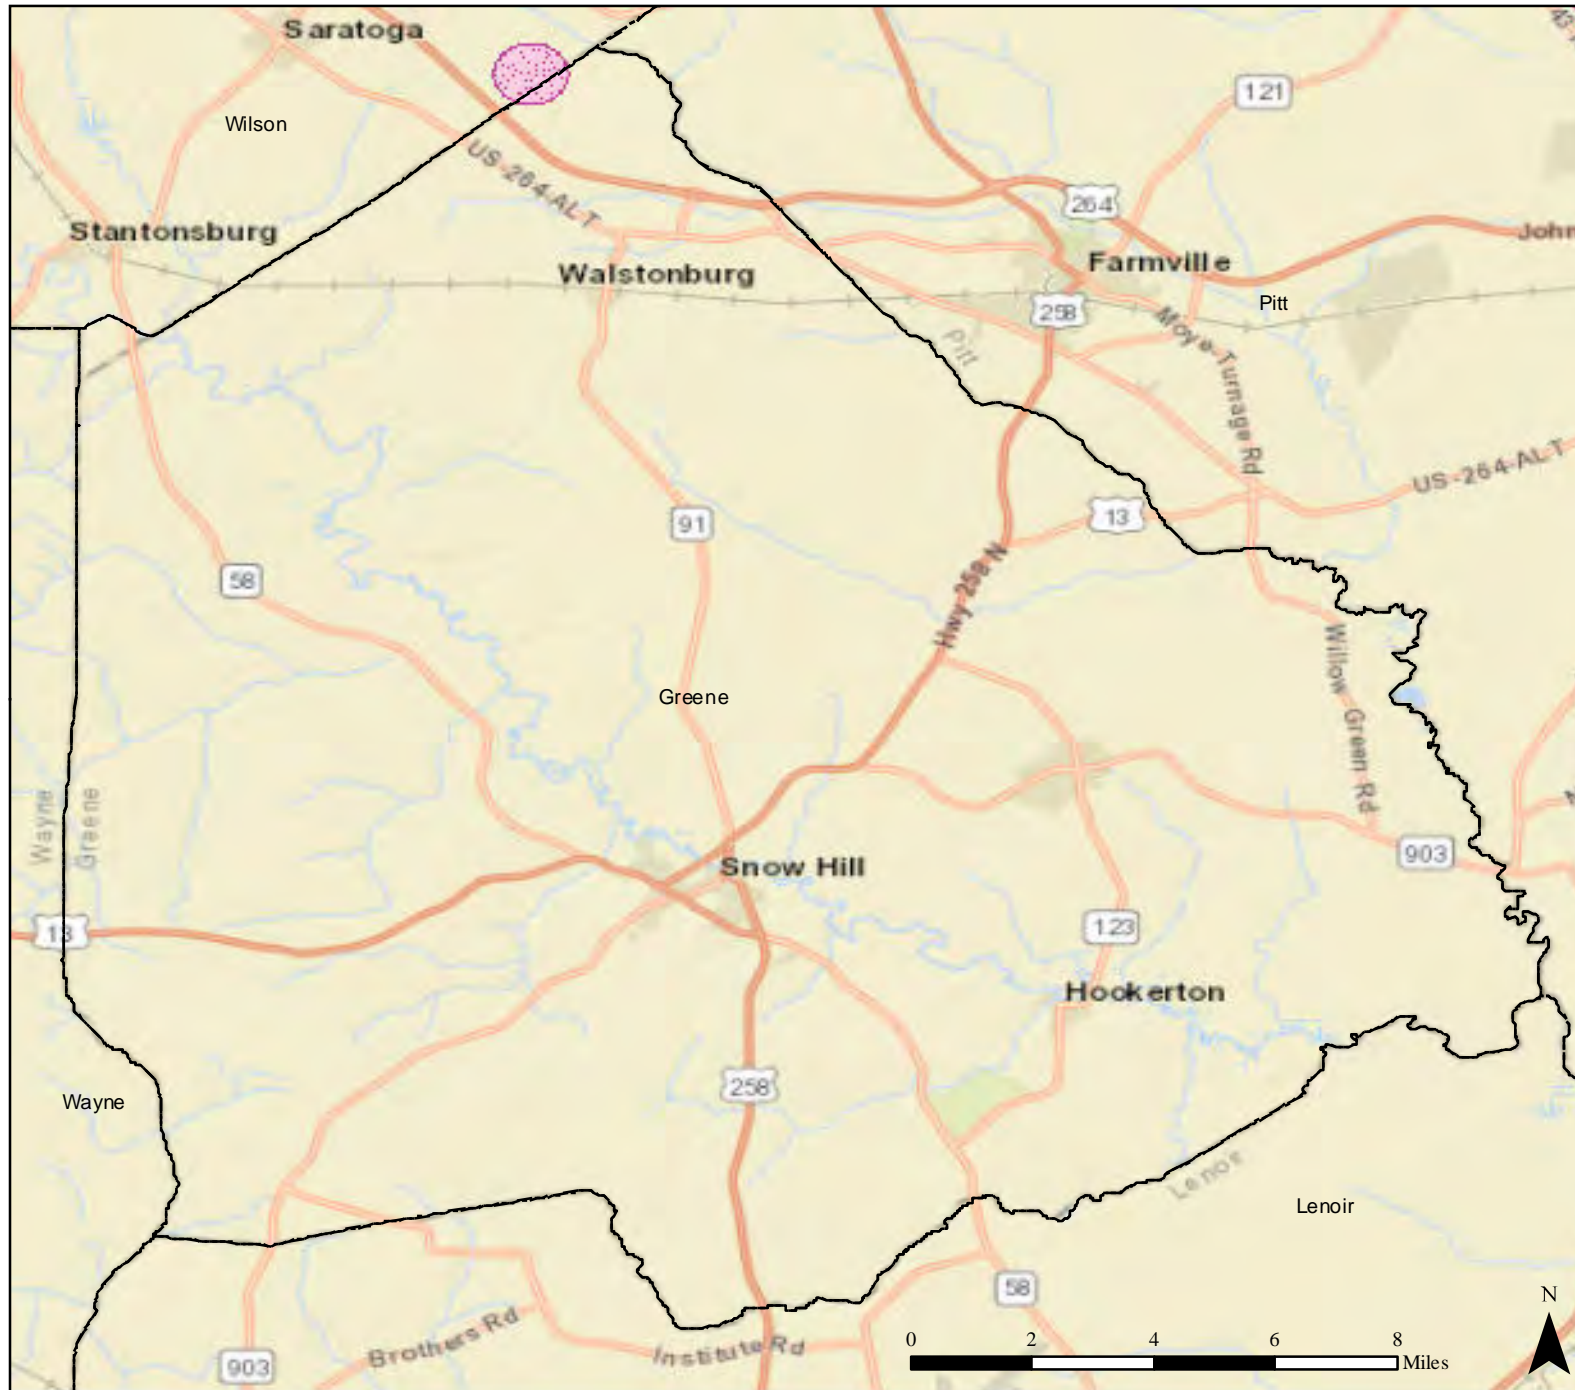 Saratoga
121
Wilson
US-264-ALT
264
Stantonsburg
John
Farmville
Walstonburg
Pitt
258
Pitt
Moye-Turnage Rd
US-264-ALT
91
13
58
Hwy 258 N
Willow Green Rd
Greene
Wayne
Greene
903
Snow Hill
13
123
Hookerton
258
Wayne
Lenoir
58
N
Brothers Rd
Institute Rd
903
0 2 4 6 8
Miles